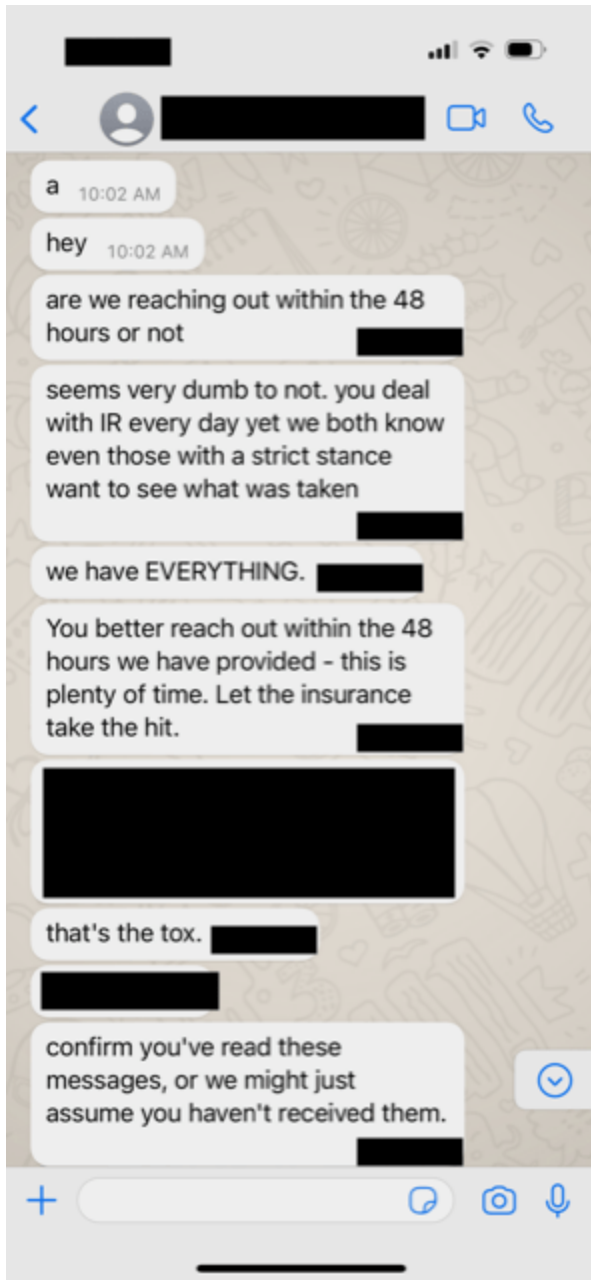 a 10:02 AM
hey 10:02 AM
are we reaching out within the 48
hours or not
seems very dumb to not. you deal
with IR every day yet we both know
even those with a strict stance
want to see what was taken
we have EVERYTHING.
You better reach out within the 48
hours we have provided - this is
plenty of time. Let the insurance
take the hit.
that's the tox.
confirm you've read these
messages, or we might just
assume you haven't received them.